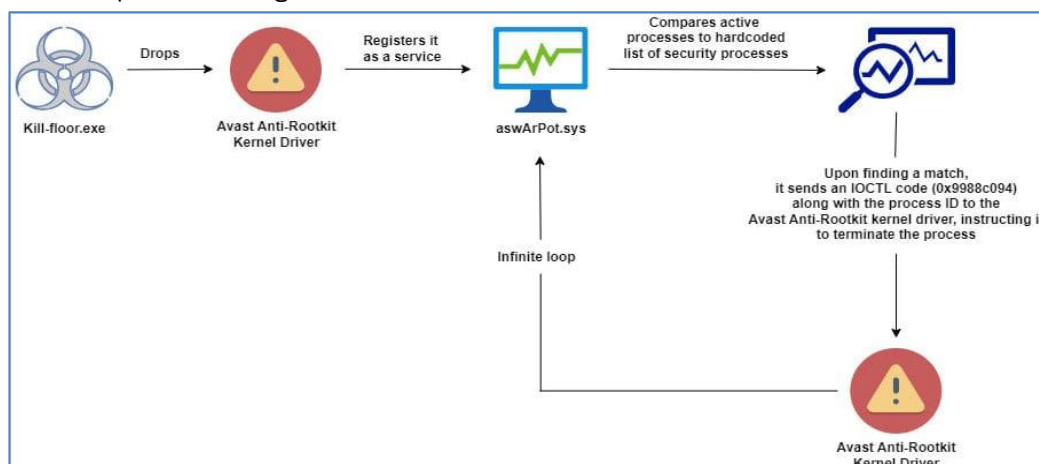 Drops
Registers it
as a service
Compares active
processes to hardcoded
list of security processes
Kill-floor.exe
Avast Anti-Rootkit
Kernel Driver
aswArPot.sys
Upon finding a match,
it sends an IOCTL code (0x9988c094)
along with the process ID to the
Avast Anti-Rootkit kernel driver, instructing i
to terminate the process
Infinite loop
Avast Anti-Rootkit
Kernel Driver